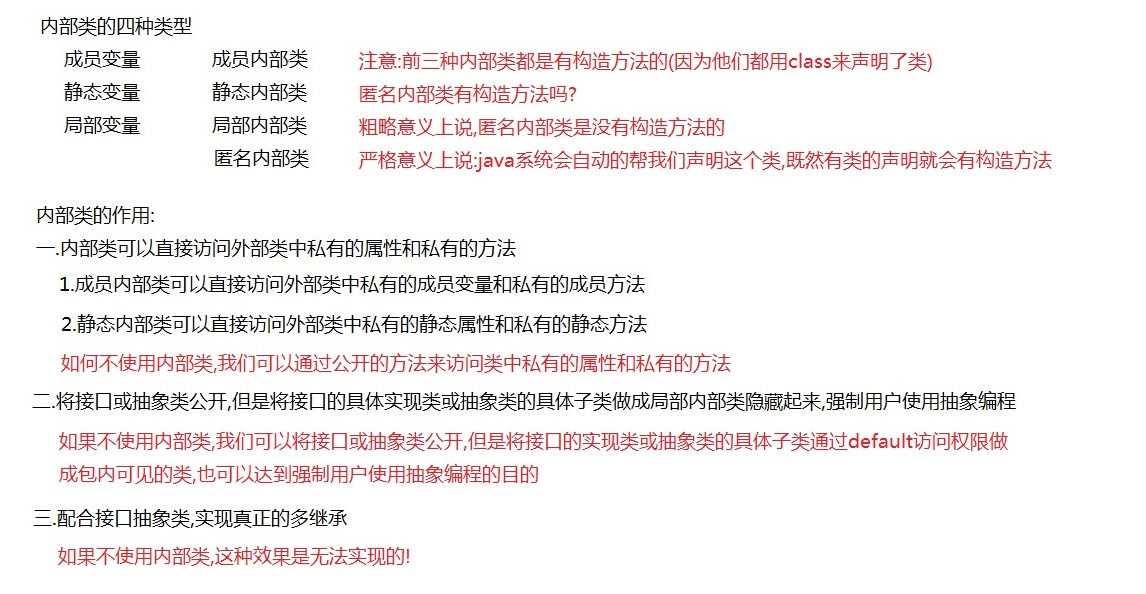 内部类的四种类型
成员变量 成员内部类 注意:前三种内部类都是有构造方法的(因为他们都用class来声明了类)
静态变量 静态内部类 匿名内部类有构造方法吗?
局部变量 局部内部类 粗略意义上说,匿名内部类是没有构造方法的
匿名内部类 严格意义上说:java系统会自动的帮我们声明这个类,既然有类的声明就会有构造方法
内部类的作用:
一.内部类可以直接访问外部类中私有的属性和私有的方法
1.成员内部类可以直接访问外部类中私有的成员变量和私有的成员方法
2.静态内部类可以直接访问外部类中私有的静态属性和私有的静态方法
如何不使用内部类,我们可以通过公开的方法来访问类中私有的属性和私有的方法
二.将接口或抽象类公开,但是将接口的具体实现类或抽象类的具体子类做成局部内部类隐藏起来,强制用户使用抽象编程
如果不使用内部类,我们可以将接口或抽象类公开,但是将接口的实现类或抽象类的具体子类通过default访问权限做
成包内可见的类,也可以达到强制用户使用抽象编程的目的
三.配合接口抽象类,实现真正的多继承
如果不使用内部类,这种效果是无法实现的!